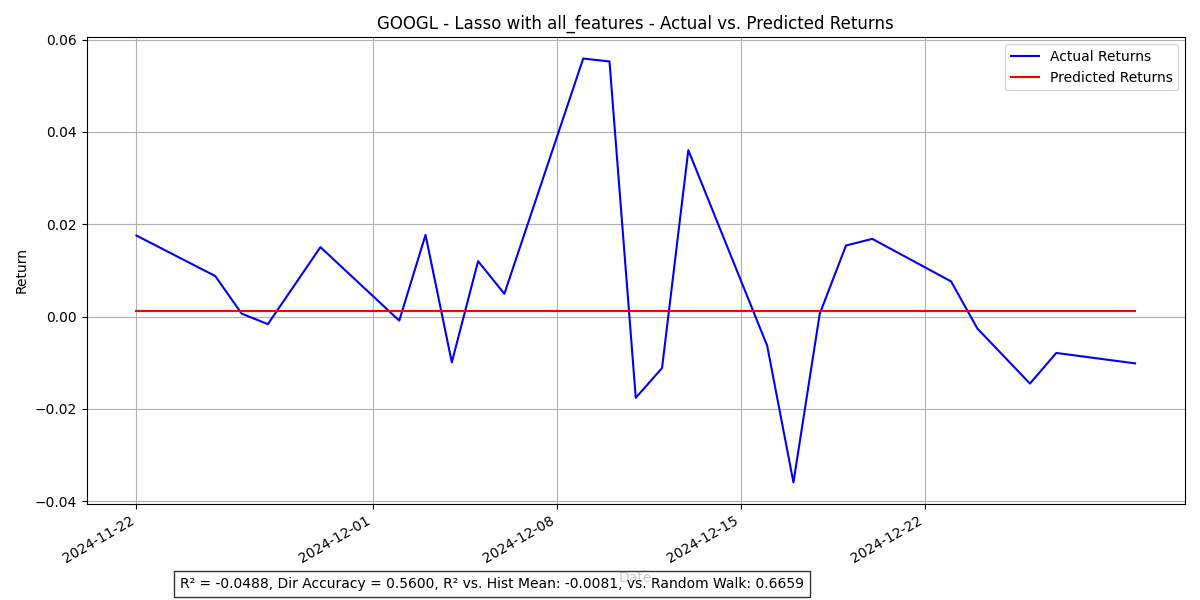 GOOGL - Lasso with all_features - Actual vs. Predicted Returns
Actual Returns
Predicted Returns
0.06
0.04
0.02
0.00
−0.02
−0.04
Return
2024-11-22
2024-12-01
2024-12-08
2024-12-15
2024-12-22
Date
R² = -0.0488, Dir Accuracy = 0.5600, R² vs. Hist Mean: -0.0081, vs. Random Walk: 0.6659